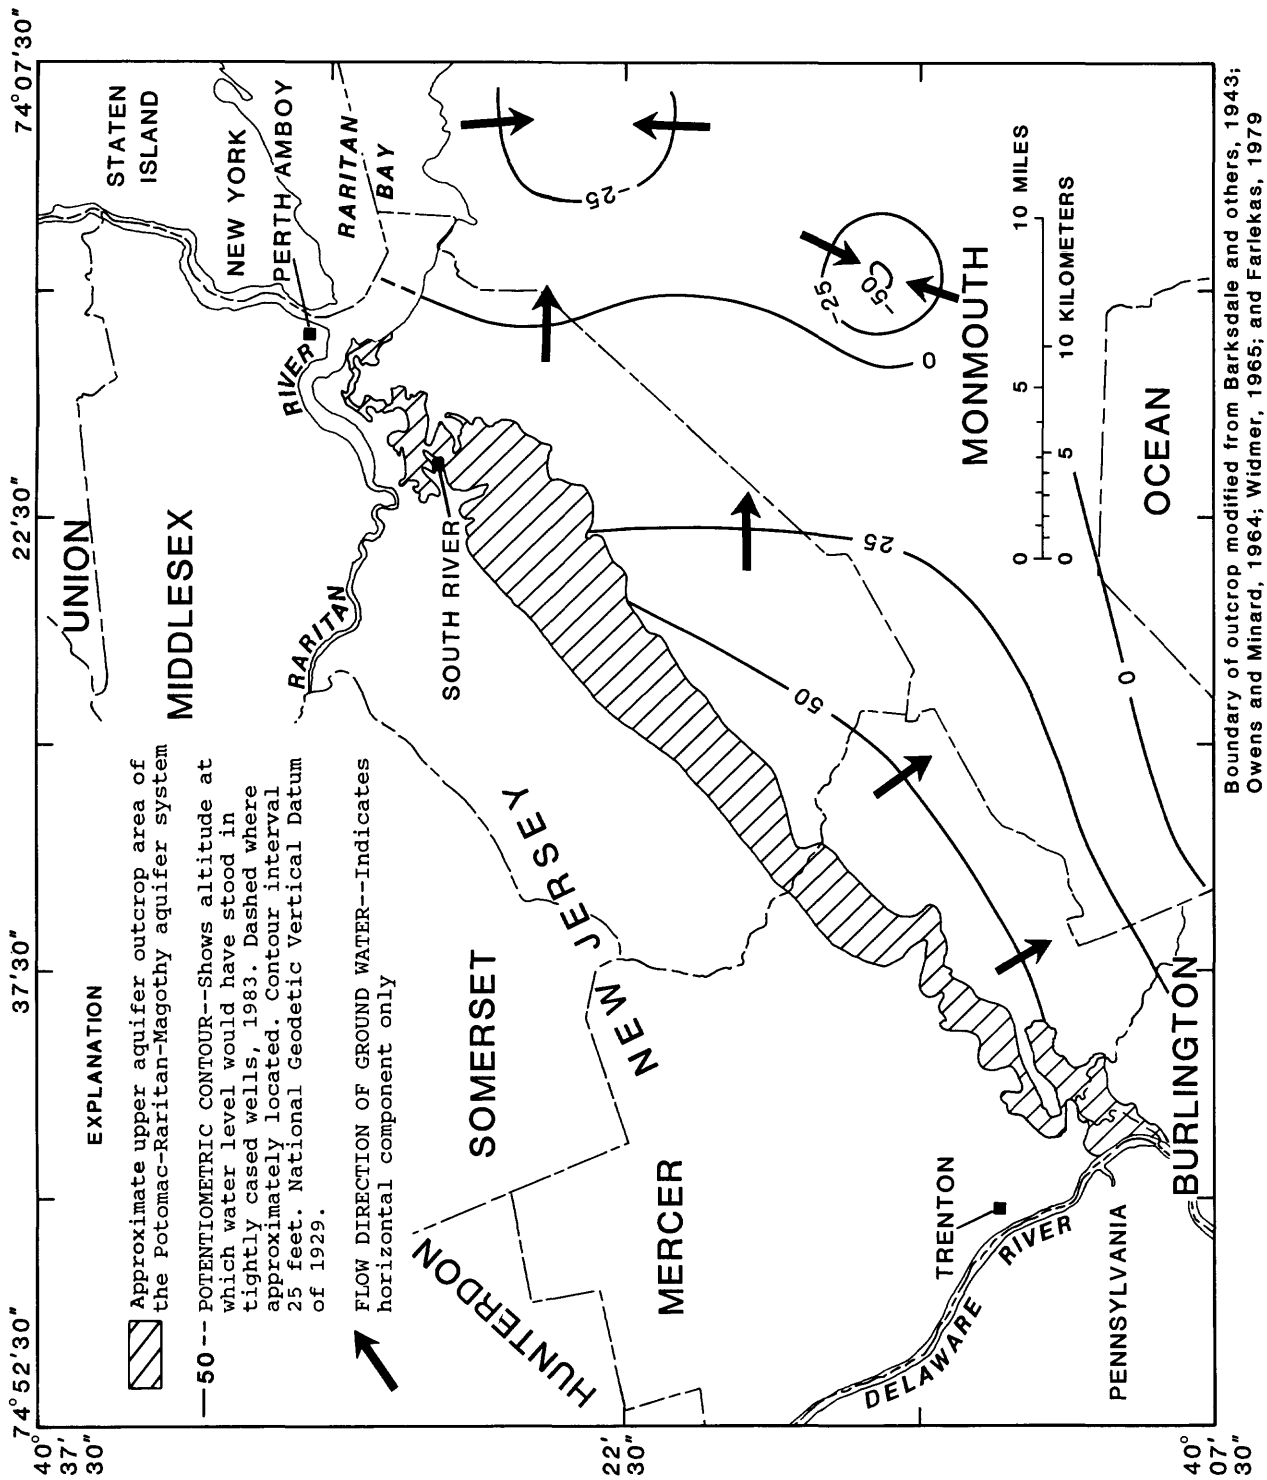 74°52'30"
37'30"
22'30"
74°07'30"
40°
37'
30"
22'
30"
40°
07'
30"
EXPLANATION
Approximate upper aquifer outcrop area of
the Potomac-Raritan-Magothy aquifer system
—50-- POTENTIOMETRIC CONTOUR--Shows altitude at
which water level would have stood in
tightly cased wells, 1983. Dashed where
approximately located. Contour interval
25 feet. National Geodetic Vertical Datum
of 1929.
FLOW DIRECTION OF GROUND WATER--Indicates
horizontal component only
UNION
MIDDLESEX
STATEN
ISLAND
NEW YORK
PERTH AMBOY
RARITAN
BAY
RARITAN
RIVER
SOUTH RIVER
NEW JERSEY
SOMERSET
HUNTERDON
MERCER
TRENTON
DELAWARE
RIVER
PENNSYLVANIA
BURLINGTON
MONMOUTH
OCEAN
-25
-25
-50
0
25
50
0
0 5 10 MILES
0 5 10 KILOMETERS
Boundary of outcrop modified from Barksdale and others, 1943;
Owens and Minard, 1964; Widmer, 1965; and Farlekas, 1979